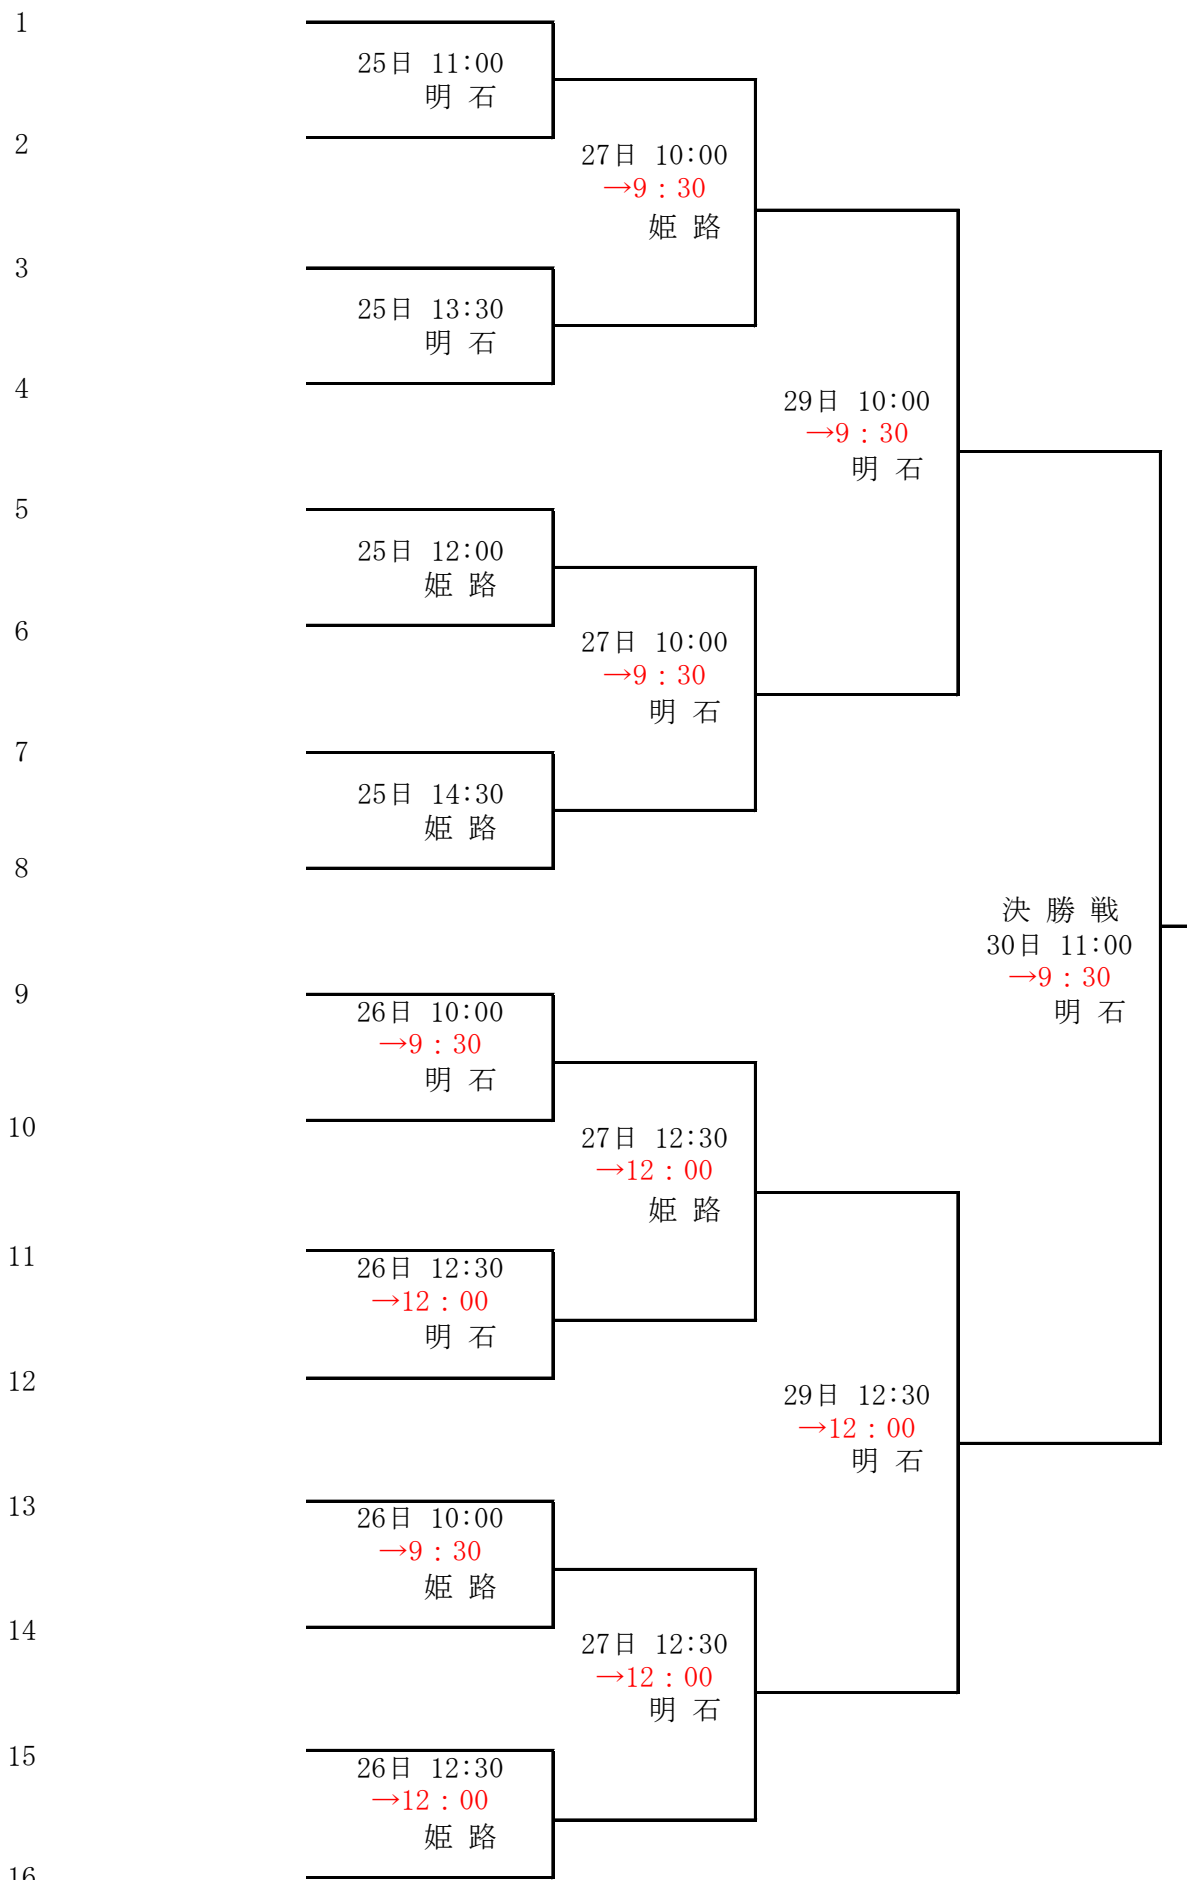 1
25日 11:00
明 石
2
27日 10:00
→9：30
姫 路
3
25日 13:30
明 石
4
29日 10:00
→9：30
明 石
5
25日 12:00
姫 路
6
27日 10:00
→9：30
明 石
7
25日 14:30
姫 路
8
決 勝 戦
30日 11:00
→9：30
明 石
9
26日 10:00
→9：30
明 石
10
27日 12:30
→12：00
姫 路
11
26日 12:30
→12：00
明 石
12
29日 12:30
→12：00
明 石
13
26日 10:00
→9：30
姫 路
14
27日 12:30
→12：00
明 石
15
26日 12:30
→12：00
姫 路
16